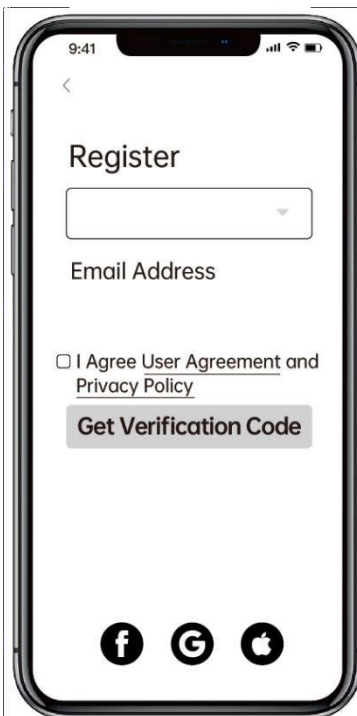 9:41
Register
Email Address
I Agree User Agreement and
Privacy Policy
Get Verification Code